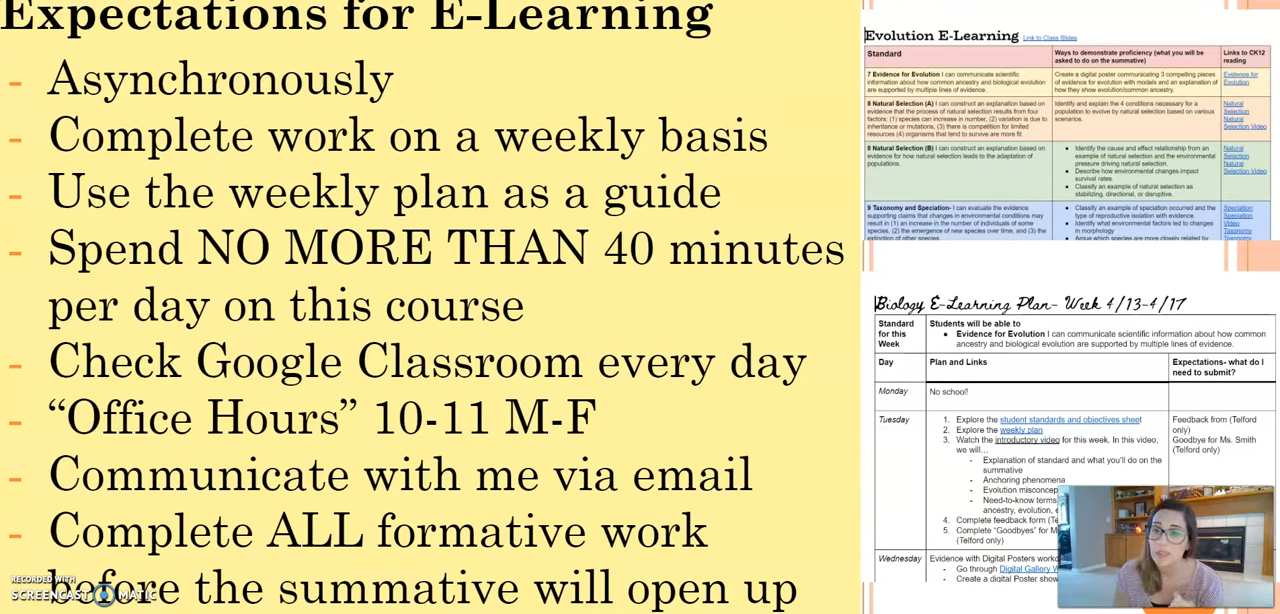 Expectations for E-Learning
- Asynchronously
- Complete work on a weekly basis
- Use the weekly plan as a guide
- Spend NO MORE THAN 40 minutes
per day on this course
- Check Google Classroom every day
- “Office Hours” 10-11 M-F
- Communicate with me via email
- Complete ALL formative work
before the summative will open up
RECORDED WITH
SCREENCAST MATIC
Evolution E-Learning Link to Class Slides
Standard
Ways to demonstrate proficiency (what you will be
asked to do on the summative)
Links to CK12
reading
7 Evidence for Evolution I can communicate scientific
information about how common ancestry and biological evolution
are supported by multiple lines of evidence.
Create a digital poster communicating 3 compelling pieces
of evidence for evolution with models and an explanation of
how they show evolution/common ancestry.
Evidence for
Evolution
8 Natural Selection (A) I can construct an explanation based on
evidence that the process of natural selection results from four
factors: (1) species can increase in number, (2) variation is due to
inheritance or mutations, (3) there is competition for limited
resources (4) organisms that tend to survive are more fit.
Identify and explain the 4 conditions necessary for a
population to evolve by natural selection based on various
scenarios.
Natural
Selection
Natural
Selection Video
8 Natural Selection (B) I can construct an explanation based on
evidence for how natural selection leads to the adaptation of
populations.
● Identify the cause and effect relationship from an
example of natural selection and the environmental
pressure driving natural selection.
● Describe how environmental changes impact
survival rates.
● Classify an example of natural selection as
stabilizing, directional, or disruptive.
Natural
Selection
Natural
Selection Video
9 Taxonomy and Speciation- I can evaluate the evidence
supporting claims that changes in environmental conditions may
result in (1) an increase in the number of individuals of some
species, (2) the emergence of new species over time, and (3) the
extinction of other species.
● Classify an example of speciation occurred and the
type of reproductive isolation with evidence.
● Identify what environmental factors led to changes
in morphology
● Argue which species are more closely related by
Speciation
Speciation
Video
Taxonomy
Taxonomy
Biology E-Learning Plan- Week 4/13-4/17
Standard
for this
Week
Students will be able to
● Evidence for Evolution I can communicate scientific information about how common
ancestry and biological evolution are supported by multiple lines of evidence.
Day
Plan and Links
Expectations- what do I
need to submit?
Monday
No school!
Tuesday
1. Explore the student standards and objectives sheet
2. Explore the weekly plan
3. Watch the introductory video for this week. In this video,
we will…
- Explanation of standard and what you'll do on the
summative
- Anchoring phenomena
- Evolution
- Need-to-know terms
ancestry, evolution,
4. Complete feedback form
5. Complete “Goodbyes” for
(Telford only)
Feedback from (Telford
only)
Goodbye for Ms. Smith
(Telford only)
Wednesday
Evidence with Digital Posters
- Go through Digital Gallery
- Create a digital Poster